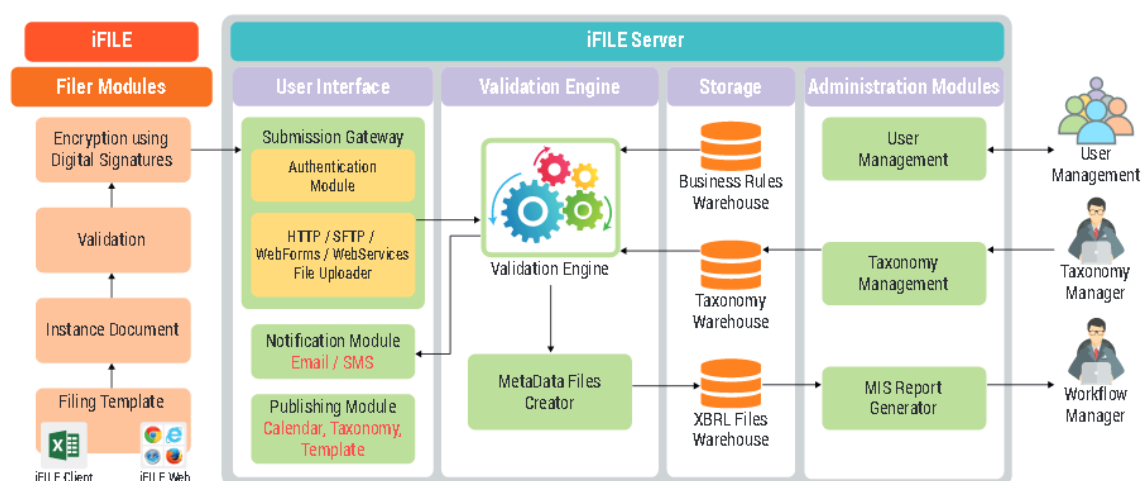 iFILE
Filer Modules
Encryption using
Digital Signatures
Validation
Instance Document
Filing Template
iFILE Client
iFILE Web
iFILE Server
User Interface
Submission Gateway
Authentication
Module
HTTP / SFTP /
WebForms / WebServices
File Uploader
Notification Module
Email / SMS
Publishing Module
Calendar, Taxonomy,
Template
Validation Engine
Validation Engine
MetaData Files
Creator
Storage
Business Rules
Warehouse
Taxonomy
Warehouse
XBRL Files
Warehouse
Administration Modules
User
Management
Taxonomy
Management
MIS Report
Generator
User
Management
Taxonomy
Manager
Workflow
Manager